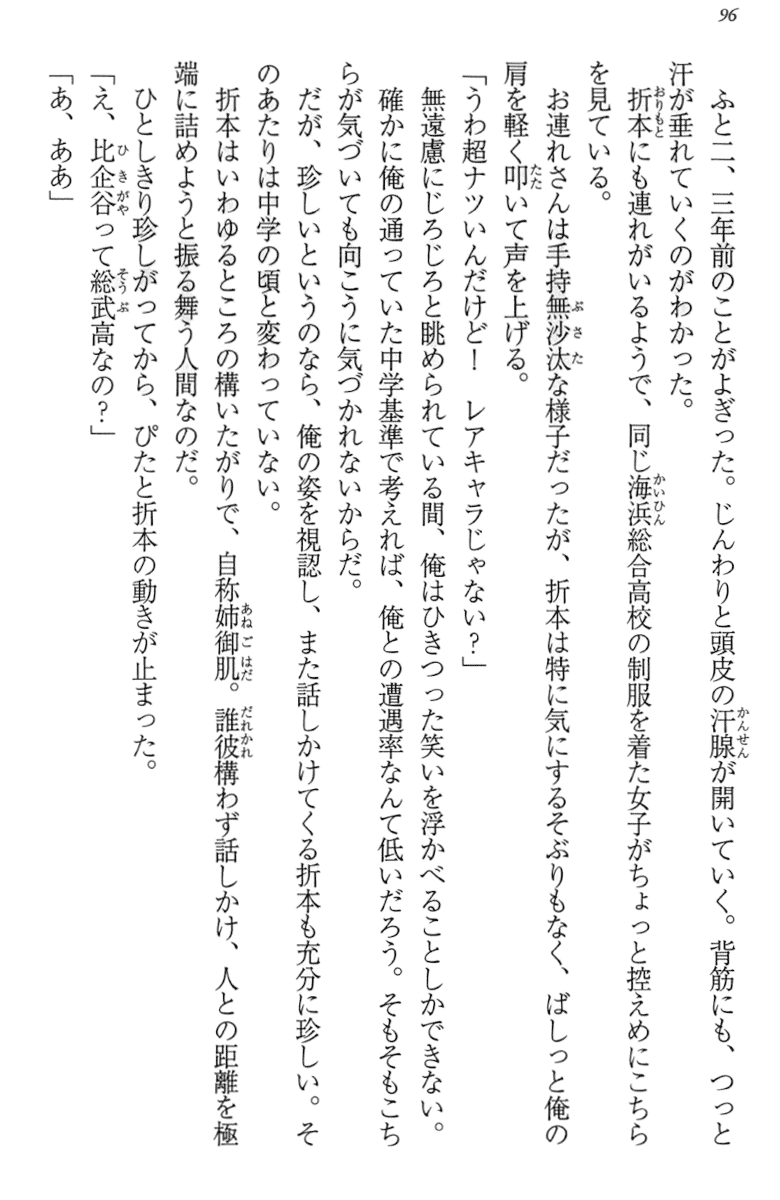 96
ふと二、三年前のことがよぎった。じんわりと頭皮の汗腺が開いていく。背筋にも、つっと
汗が垂れていくのがわかった。
折本にも連れがいるようで、同じ海浜総合高校の制服を着た女子がちょっと控えめにこちら
を見ている。
お連れさんは手持無沙汰な様子だったが、折本は特に気にするそぶりもなく、ばしっと俺の
肩を軽く叩いて声を上げる。
「うわ超ナツいんだけど！　レアキャラじゃない？」
無遠慮にじろじろと眺められている間、俺はひきつった笑いを浮かべることしかできない。
確かに俺の通っていた中学基準で考えれば、俺との遭遇率なんて低いだろう。そもそもこち
らが気づいても向こうに気づかれないからだ。
だが、珍しいというのなら、俺の姿を視認し、また話しかけてくる折本も充分に珍しい。そ
のあたりは中学の頃と変わっていない。
折本はいわゆるところの構いたがりで、自称姉御肌。誰彼構わず話しかけ、人との距離を極
端に詰めようと振る舞う人間なのだ。
ひとしきり珍しがってから、ぴたと折本の動きが止まった。
「え、比企谷って総武高なの？」
「あ、ああ」